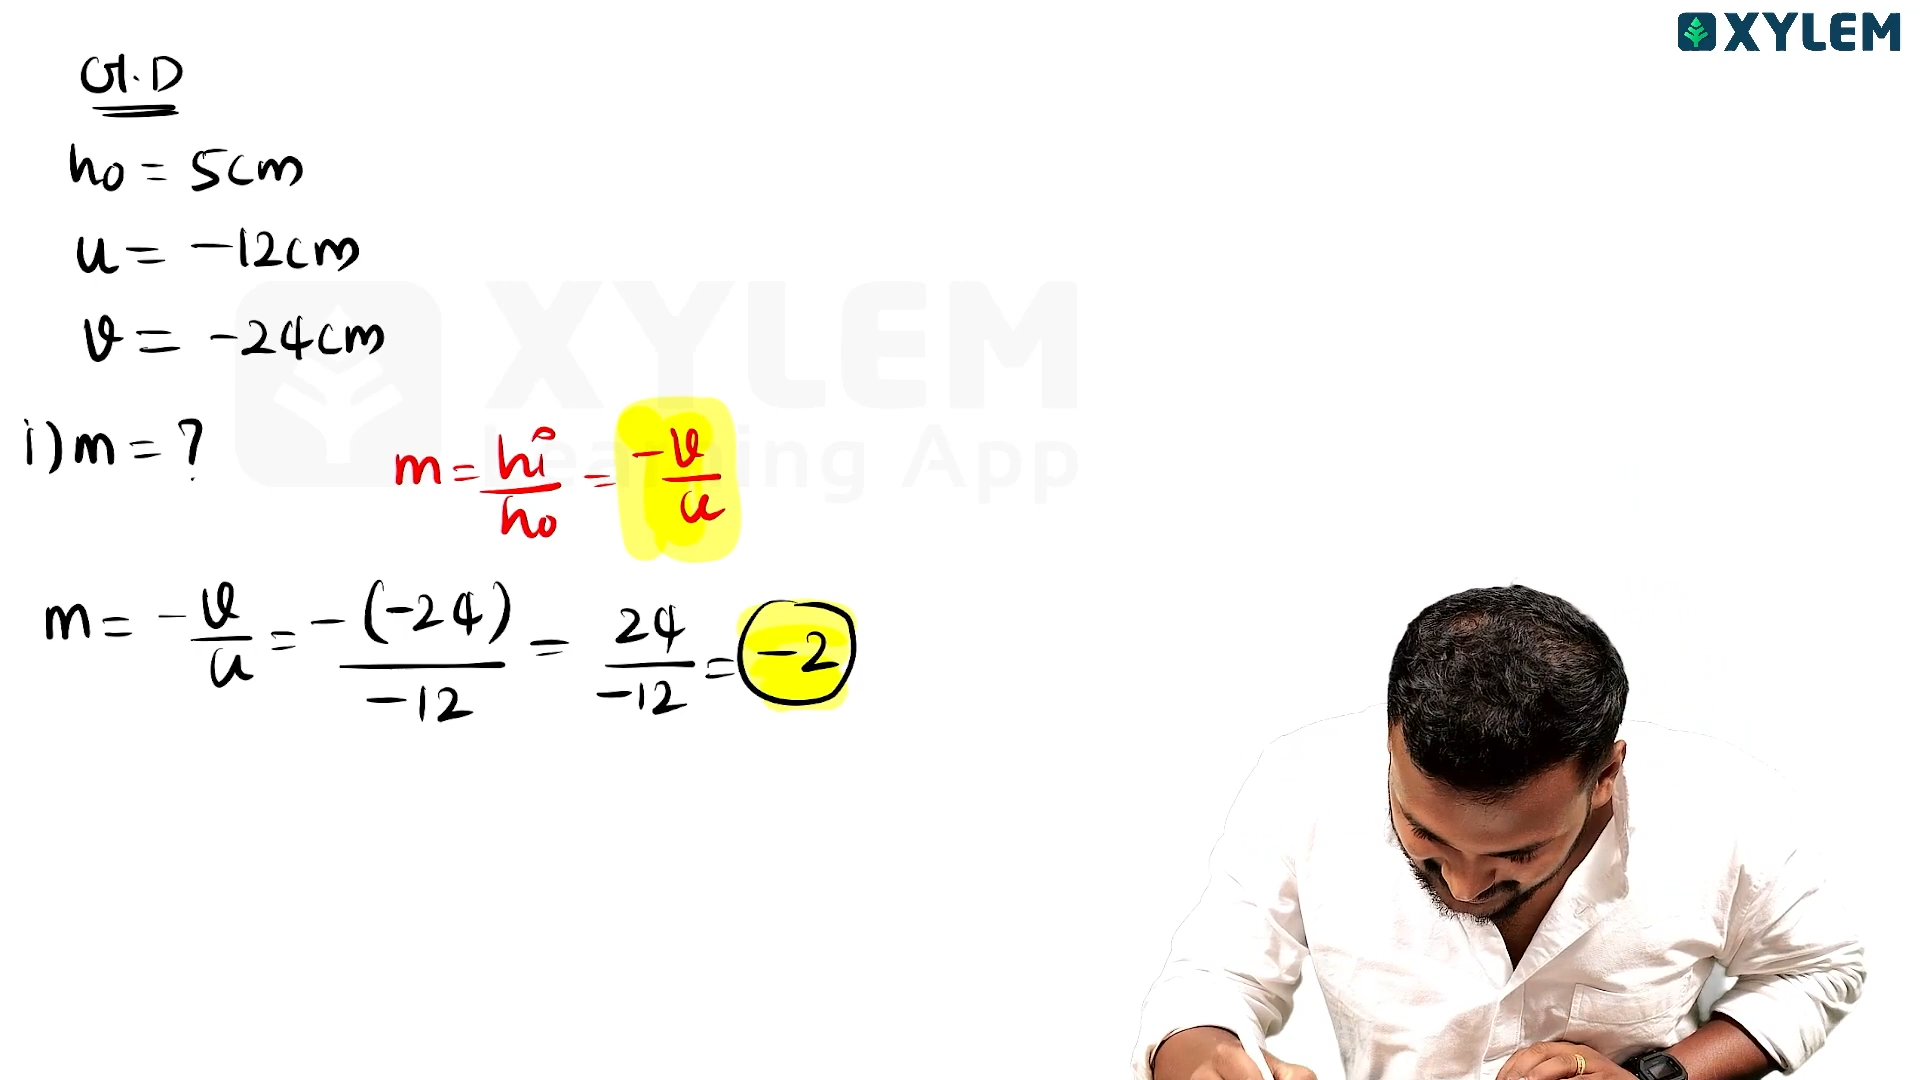 XYLEM
G.D
ho = 5cm
u = -12cm
v = -24cm
XYLEM
Learning App
i) m = ?
m = hi/ho = -v/u
m = -v/u = -(-24)/-12 = 24/-12 = -2